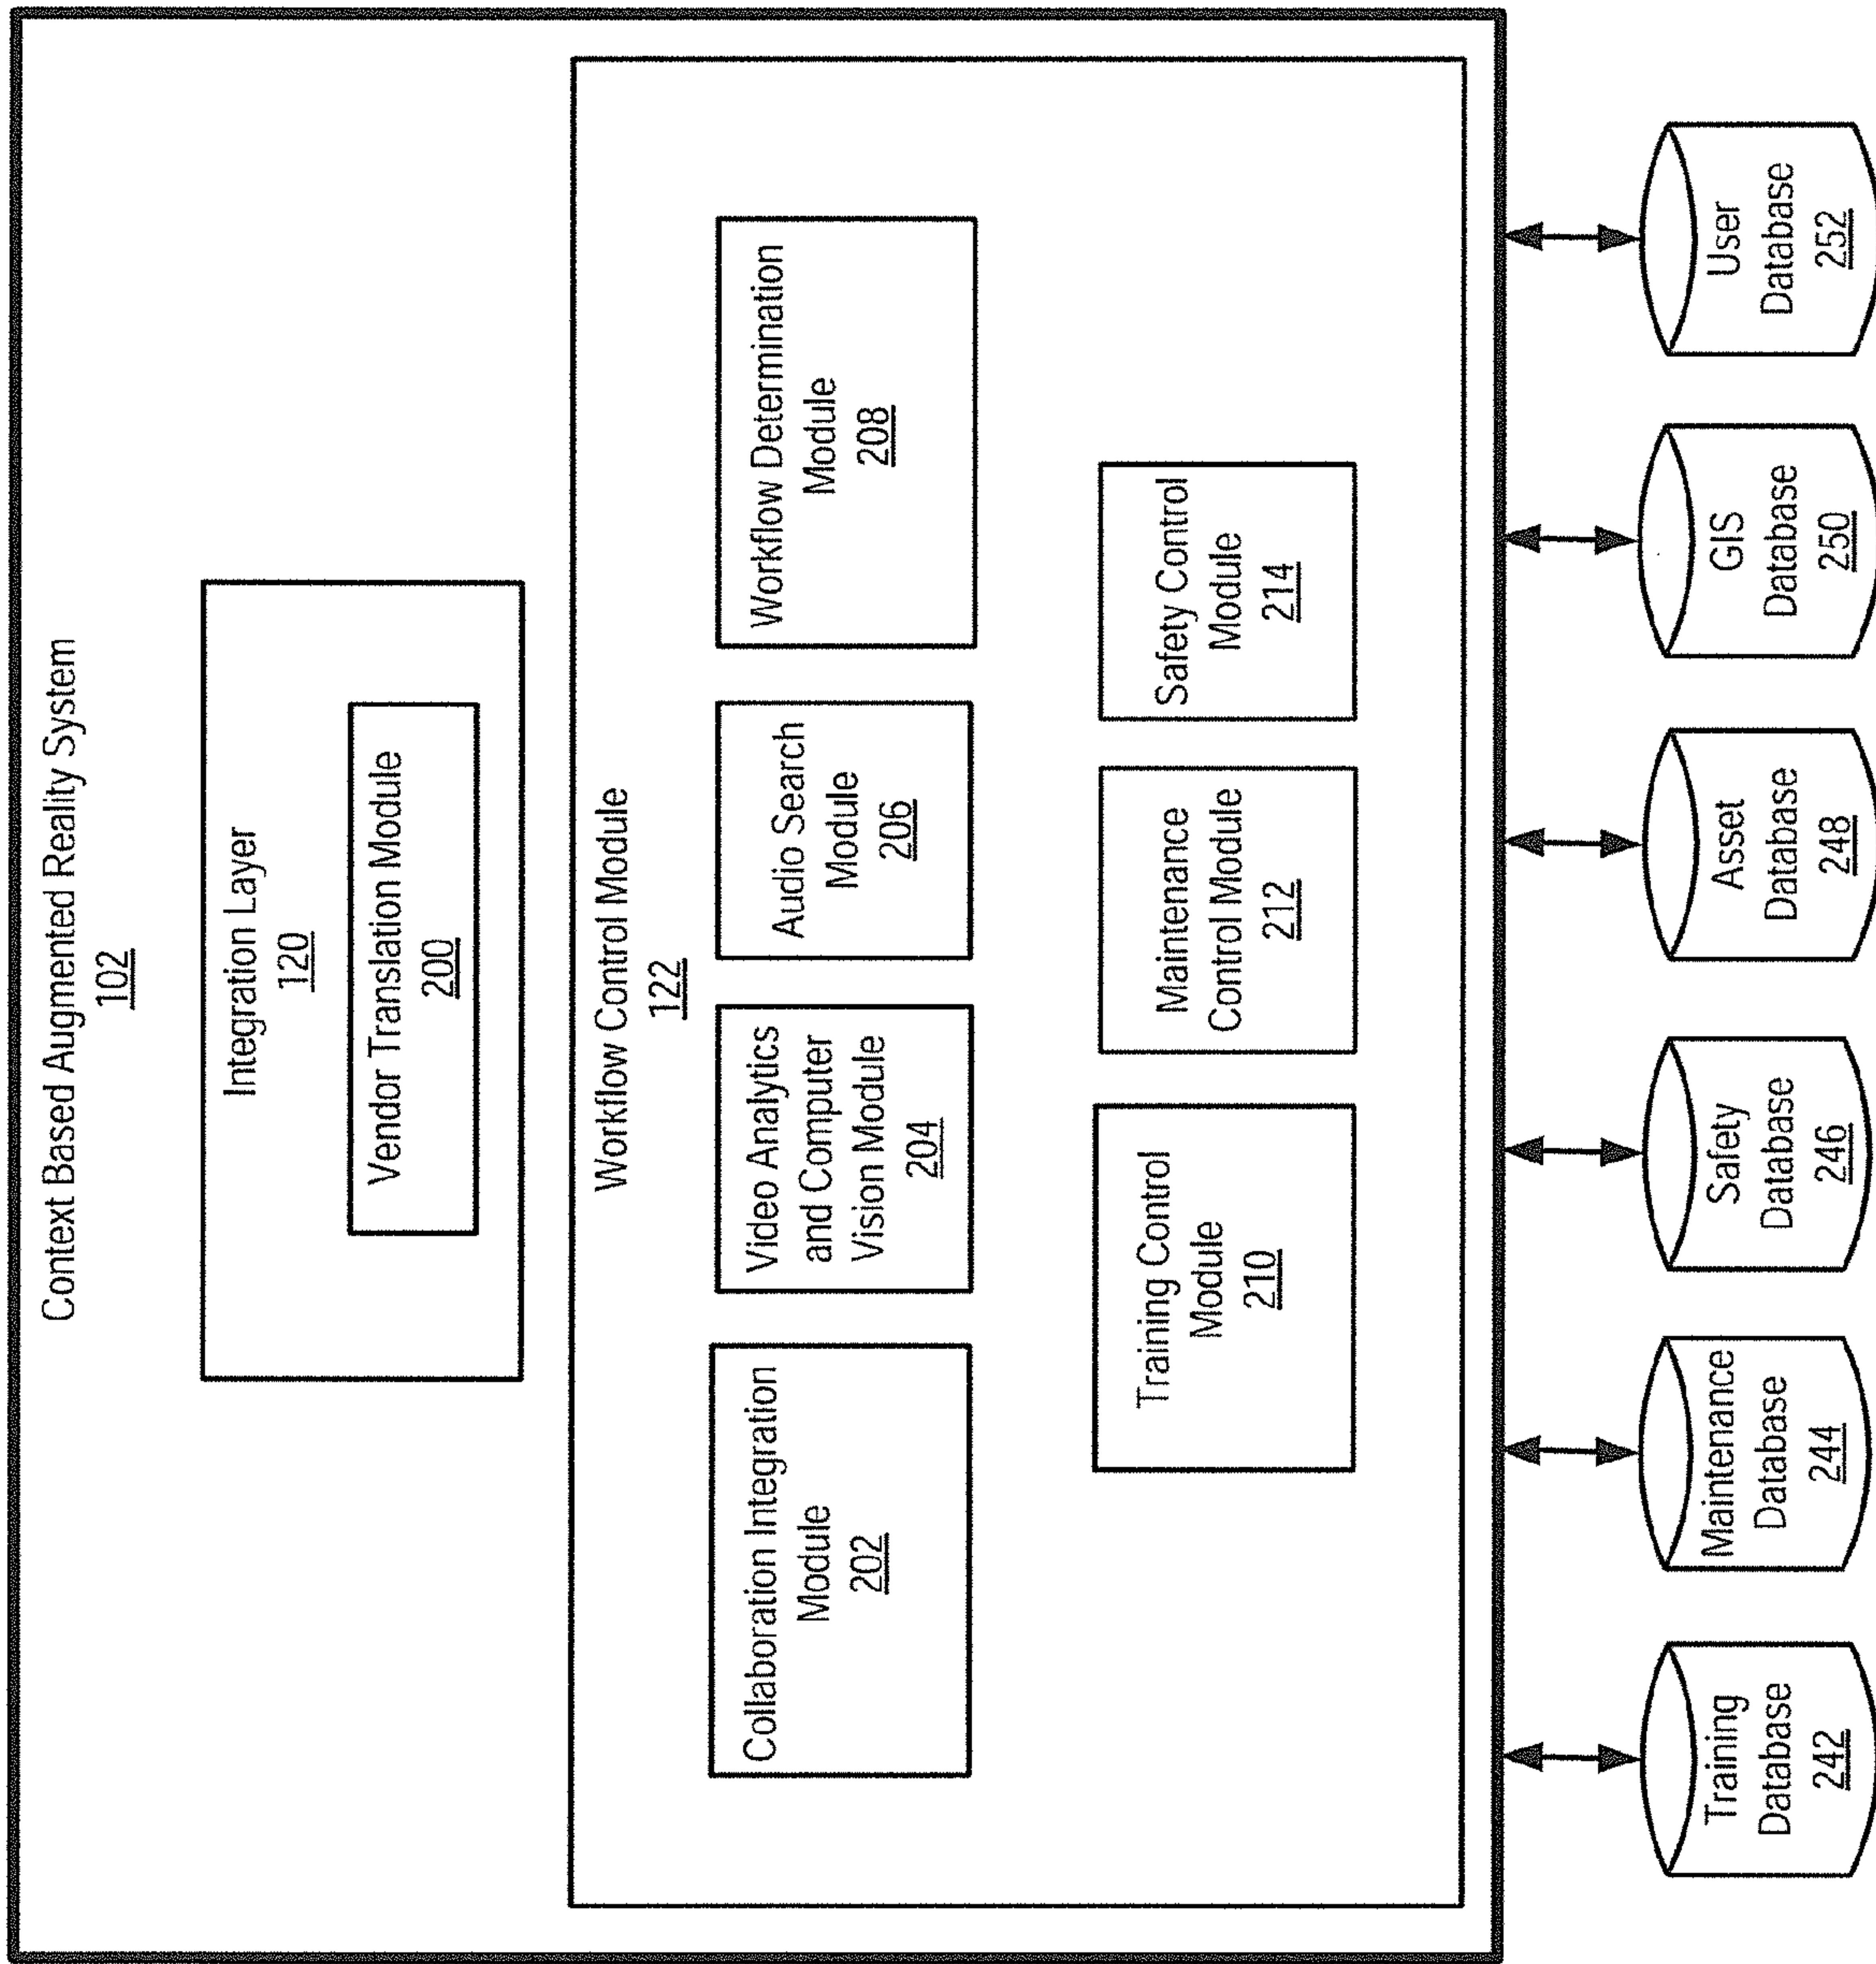 Context Based Augmented Reality System
102
Integration Layer
120
Vendor Translation Module
200
Workflow Control Module
122
Collaboration Integration
Module
202
Video Analytics
and Computer
Vision Module
204
Audio Search
Module
206
Workflow Determination
Module
208
Training Control
Module
210
Maintenance
Control Module
212
Safety Control
Module
214
Training
Database
242
Maintenance
Database
244
Safety
Database
246
Asset
Database
248
GIS
Database
250
User
Database
252